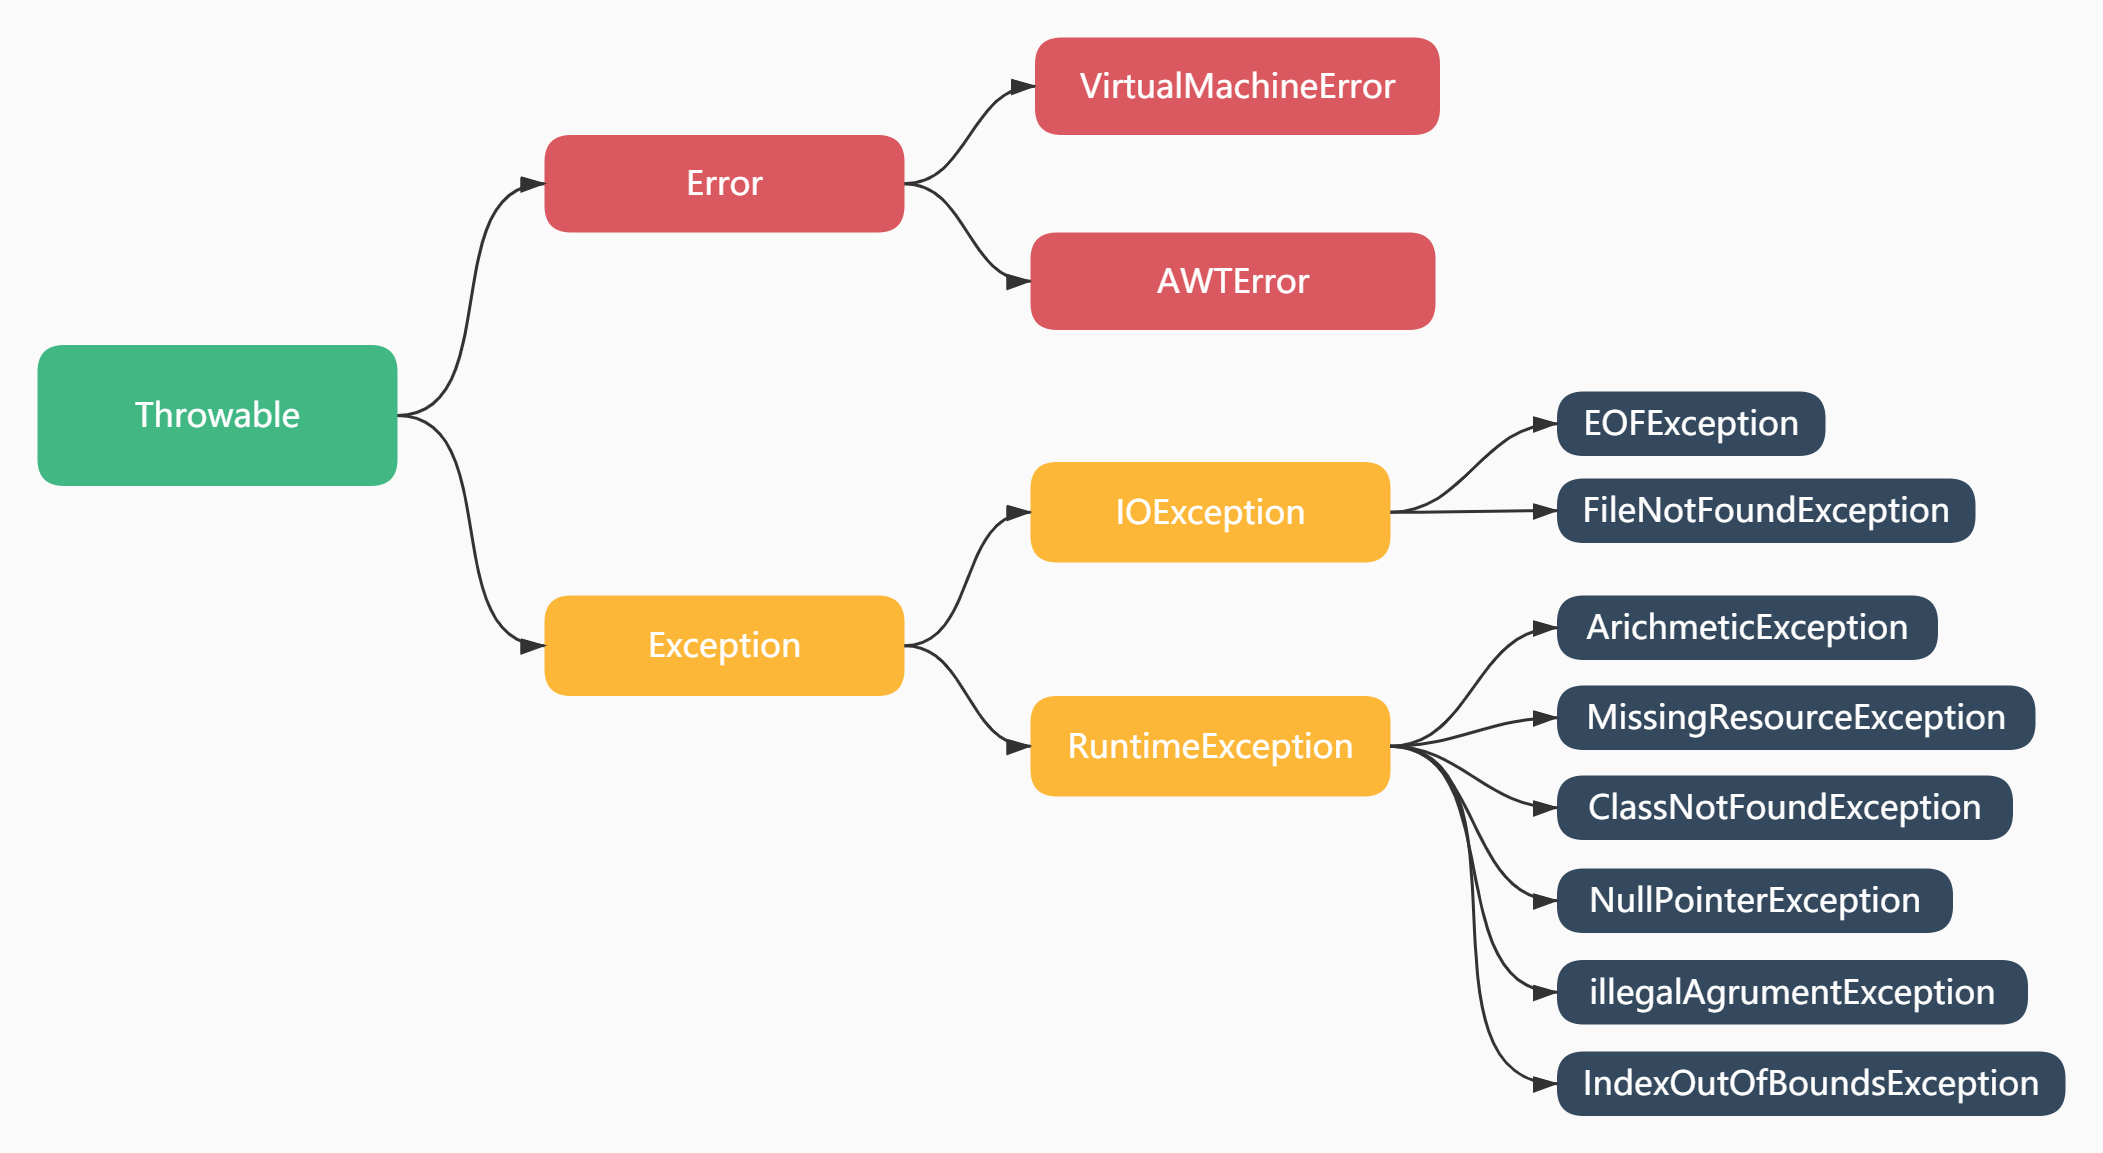 VirtualMachineError
Error
AWTError
Throwable
EOFException
IOException
FileNotFoundException
Exception
ArichmeticException
RuntimeException
MissingResourceException
ClassNotFoundException
NullPointerException
illegalAgrumentException
IndexOutOfBoundsException